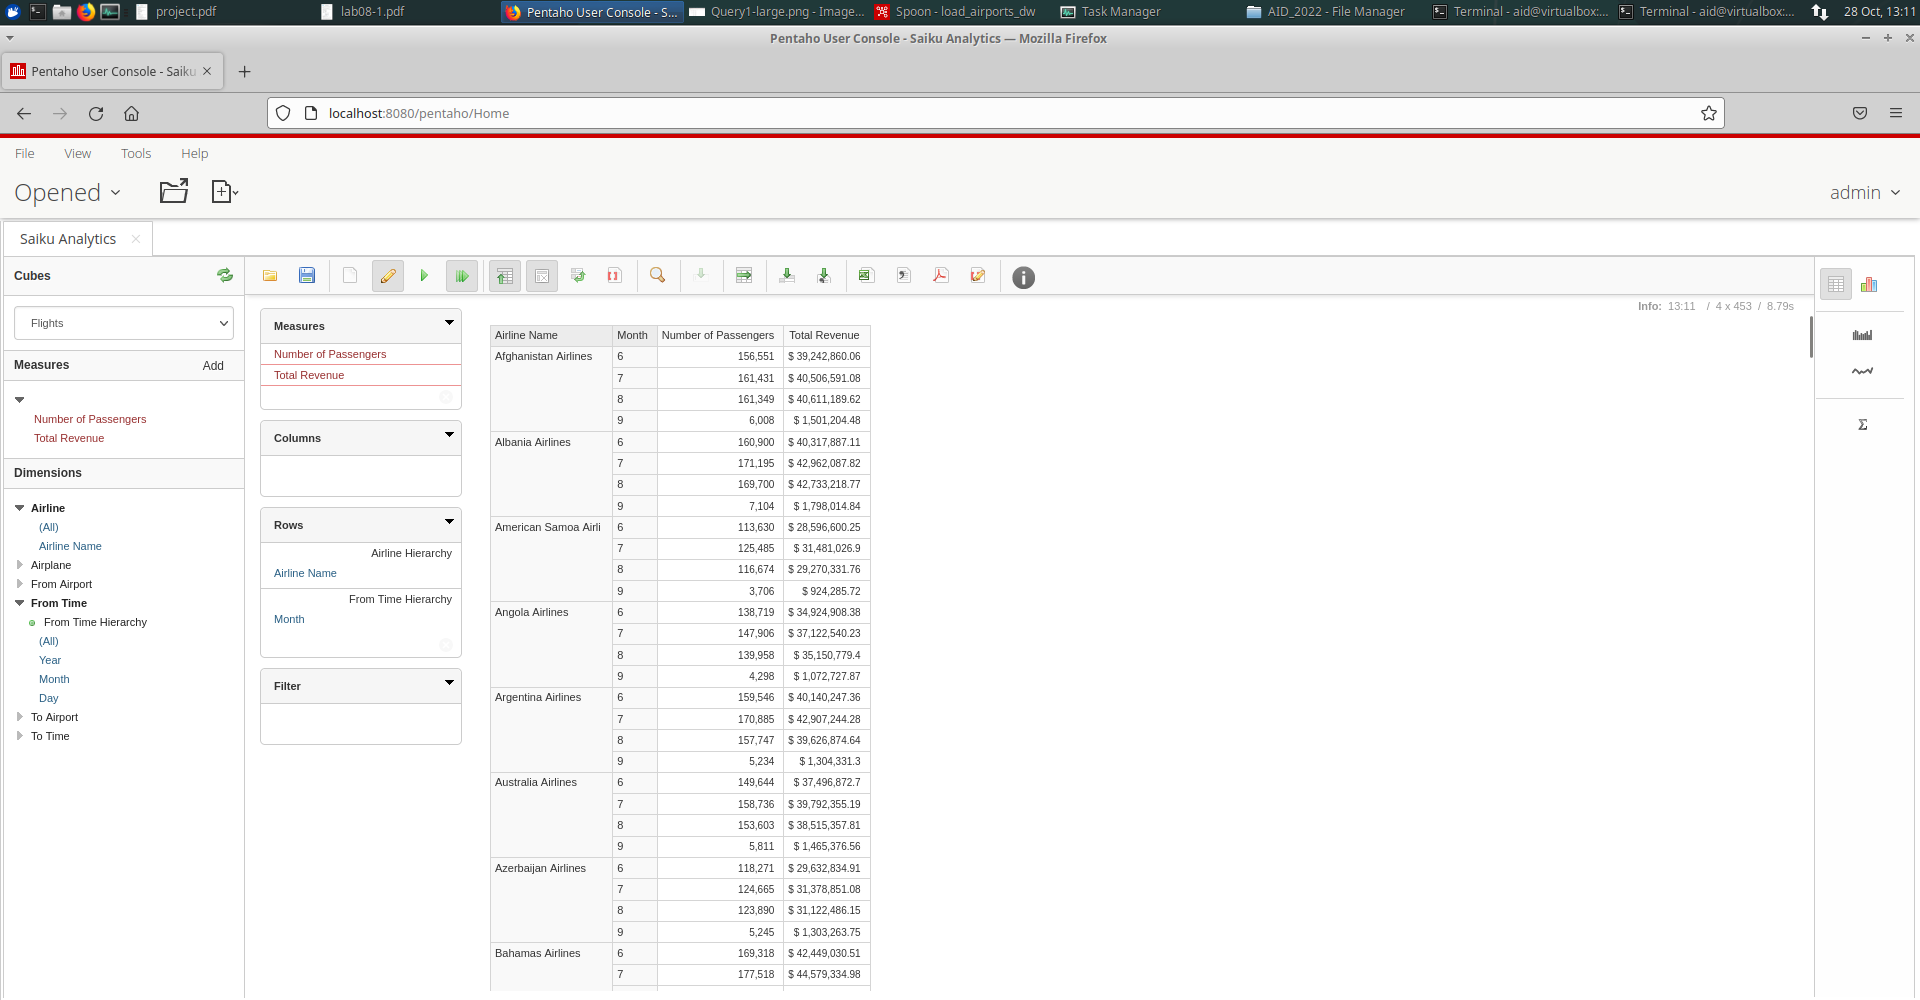 project.pdf
lab08-1.pdf
Pentaho User Console - S...
Query1-large.png - Image...
Spoon - load_airports_dw
Task Manager
AID_2022 - File Manager
Terminal - aid@virtualbox:...
Terminal - aid@virtualbox:...
28 Oct, 13:11
Pentaho User Console - Saiku Analytics — Mozilla Firefox
Pentaho User Console - Saiku
localhost:8080/pentaho/Home
File View Tools Help
Opened
admin
Saiku Analytics
Cubes
Flights
Measures Add
Number of Passengers
Total Revenue
Dimensions
Airline
(All)
Airline Name
Airplane
From Airport
From Time
From Time Hierarchy
(All)
Year
Month
Day
To Airport
To Time
Measures
Number of Passengers
Total Revenue
Columns
Rows
Airline Hierarchy
Airline Name
From Time Hierarchy
Month
Filter
Info: 13:11 / 4 x 453 / 8.79s
Airline Name Month Number of Passengers Total Revenue
Afghanistan Airlines 6 156,551 $ 39,242,860.06
7 161,431 $ 40,506,591.08
8 161,349 $ 40,611,189.62
9 6,008 $ 1,501,204.48
Albania Airlines 6 160,900 $ 40,317,887.11
7 171,195 $ 42,962,087.82
8 169,700 $ 42,733,218.77
9 7,104 $ 1,798,014.84
American Samoa Airli 6 113,630 $ 28,596,600.25
7 125,485 $ 31,481,026.9
8 116,674 $ 29,270,331.76
9 3,706 $ 924,285.72
Angola Airlines 6 138,719 $ 34,924,908.38
7 147,906 $ 37,122,540.23
8 139,958 $ 35,150,779.4
9 4,298 $ 1,072,727.87
Argentina Airlines 6 159,546 $ 40,140,247.36
7 170,885 $ 42,907,244.28
8 157,747 $ 39,626,874.64
9 5,234 $ 1,304,331.3
Australia Airlines 6 149,644 $ 37,496,872.7
7 158,736 $ 39,792,355.19
8 153,603 $ 38,515,357.81
9 5,811 $ 1,465,376.56
Azerbaijan Airlines 6 118,271 $ 29,632,834.91
7 124,665 $ 31,378,851.08
8 123,890 $ 31,122,486.15
9 5,245 $ 1,303,263.75
Bahamas Airlines 6 169,318 $ 42,449,030.51
7 177,518 $ 44,579,334.98
Σ